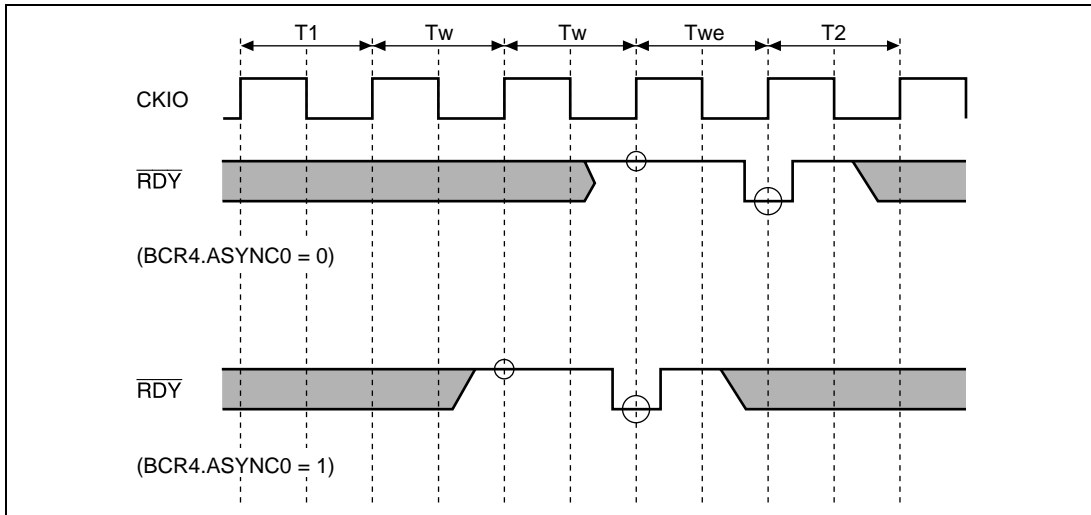 T1 Tw Tw Twe T2
CKIO
RDY
(BCR4.ASYNC0 = 0)
RDY
(BCR4.ASYNC0 = 1)